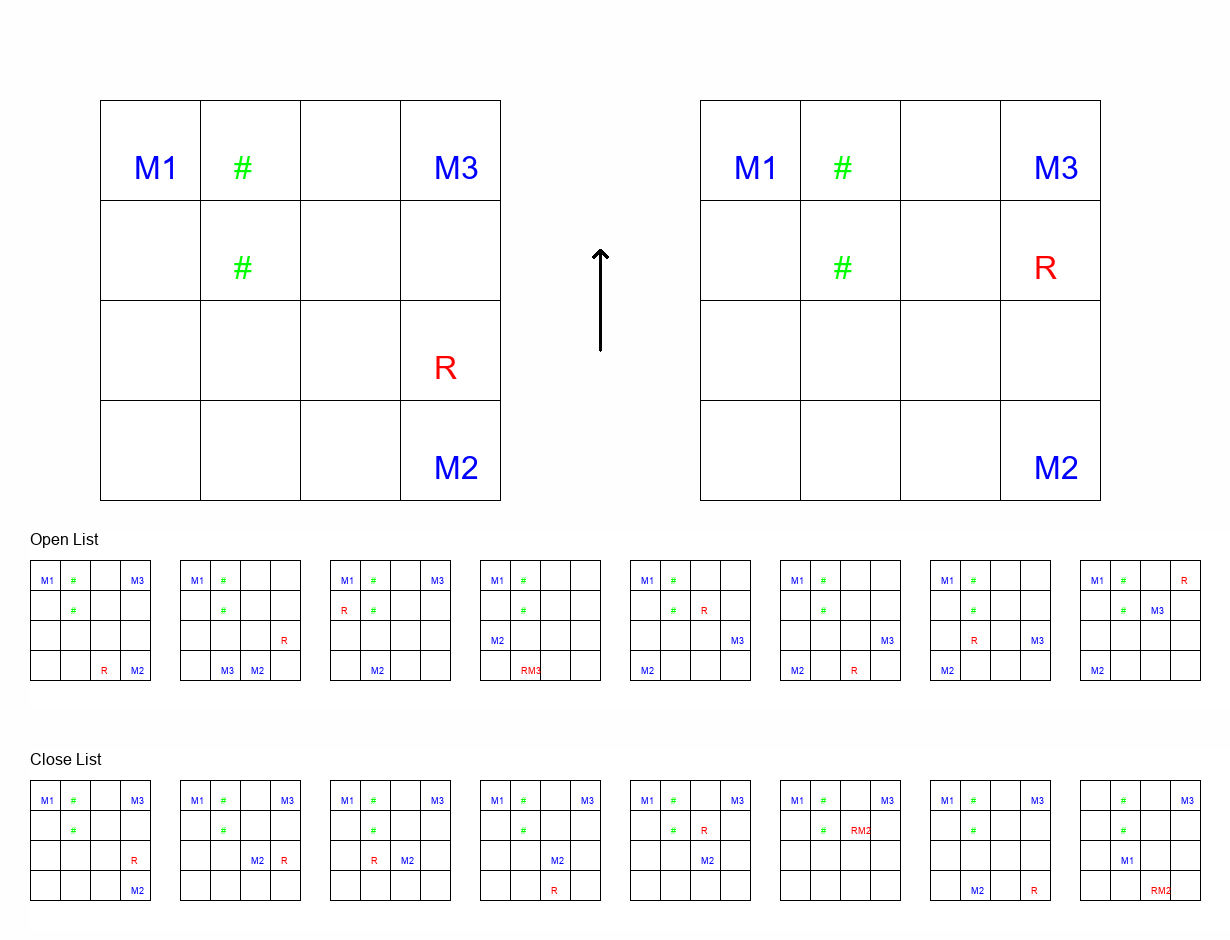 M1 # M3 M1 # M3
# # R
R
M2 M2
Open List
M1 # M3 M1 # M1 # M3 M1 # M1 # M1 # M1 # M1 # R
# # R # # # R # # # M3
R M2 M3 M3 R M3
R M2 M3 M2 M2 RM3 M2 M2 R M2 M2
Close List
M1 # M3 M1 # M3 M1 # M3 M1 # M3 M1 # M3 M1 # M3 M1 # M3 # M3
# # # # # R # RM2 # #
R M2 R R M2 M2 M2 M1
M2 R M2 R RM2